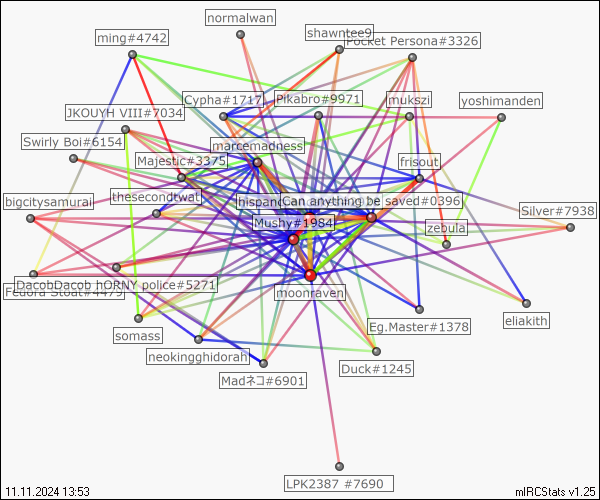 normalwan
shawntee9
ming#4742
Pocket Persona#3326
Cypha#1717
Pikabro#9971
mukszi
yoshimanden
JKOUYH VIII#7034
Swirly Boi#6154
marcemadness
Majestic#3375
frisout
thesecondtwat
bigcitysamurai
hispano
Can anything be saved#0396
Silver#7938
Mushy#1984
zebula
DacobDacob hORNY police#5271
Fedora Stoat#4475
moonraven
eliakith
somass
Eg.Master#1378
neokingghidorah
Duck#1245
Madネコ#6901
LPK2387 #7690
11.11.2024 13:53
mIRCStats v1.25